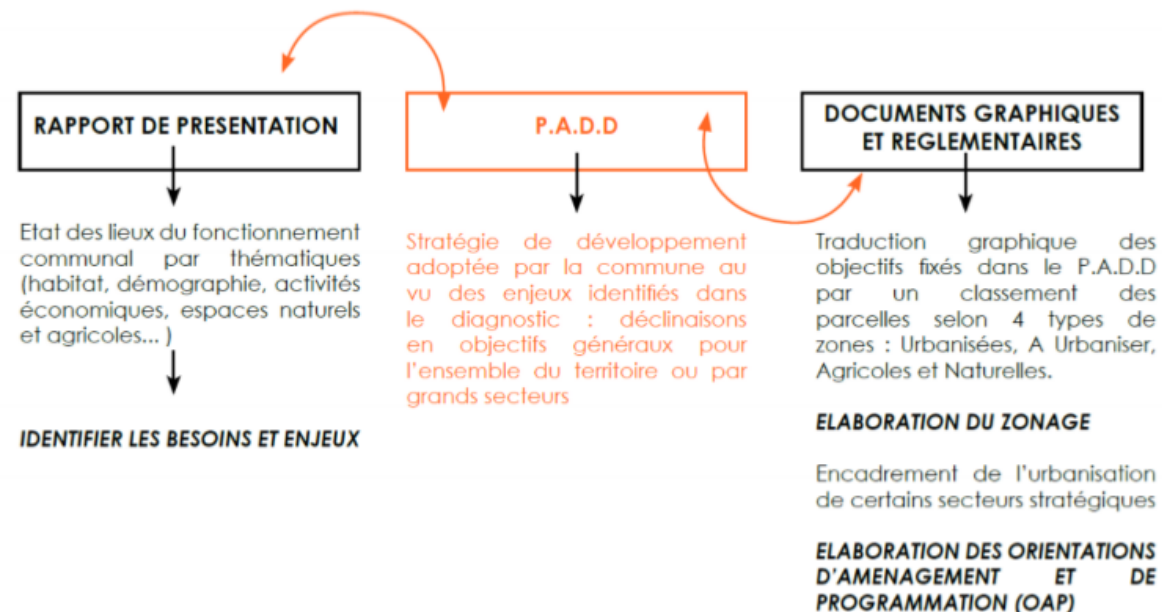 RAPPORT DE PRESENTATION
Etat des lieux du fonctionnement
communal par thématiques
(habitat, démographie, activités
économiques, espaces naturels
et agricoles... )
IDENTIFIER LES BESOINS ET ENJEUX
P.A.D.D
Stratégie de développement
adoptée par la commune au
vu des enjeux identifiés dans
le diagnostic : déclinaisons
en objectifs généraux pour
l'ensemble du territoire ou par
grands secteurs
DOCUMENTS GRAPHIQUES
ET REGLEMENTAIRES
Traduction graphique des
objectifs fixés dans le P.A.D.D
par un classement des
parcelles selon 4 types de
zones : Urbanisées, A Urbaniser,
Agricoles et Naturelles.
ELABORATION DU ZONAGE
Encadrement de l'urbanisation
de certains secteurs stratégiques
ELABORATION DES ORIENTATIONS
D'AMENAGEMENT ET DE
PROGRAMMATION (OAP)